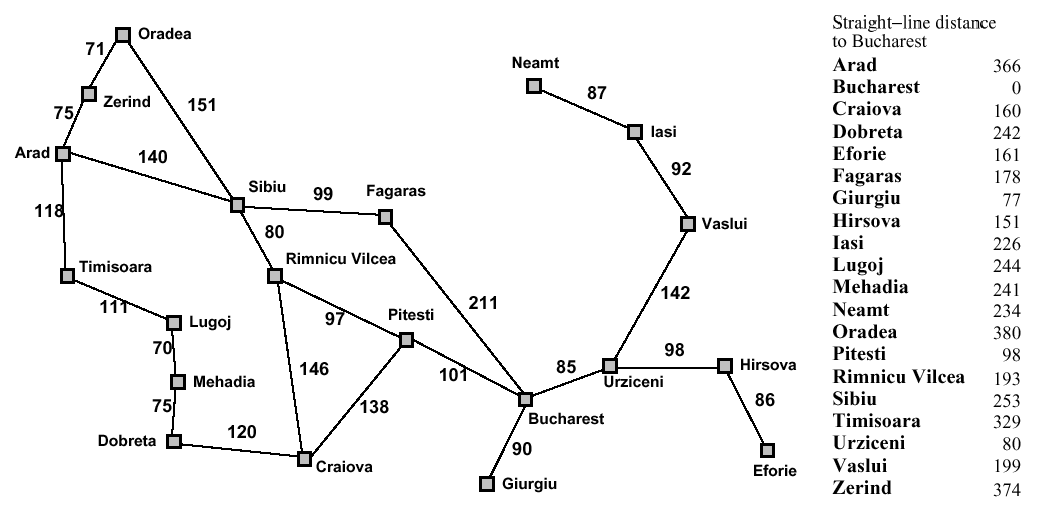 Oradea
71
Zerind
151
75
Arad
140
118
Sibiu
99
Fagaras
80
Timisoara
Rimnicu Vilcea
111
Lugoj
97
Pitesti
211
70
Mehadia
146
101
75
138
Dobreta
120
Craiova
Neamt
87
Iasi
92
Vaslui
142
98
Hirsova
85
Urziceni
86
Bucharest
90
Eforie
Giurgiu
Straight–line distance
to Bucharest
Arad 366
Bucharest 0
Craiova 160
Dobreta 242
Eforie 161
Fagaras 178
Giurgiu 77
Hirsova 151
Iasi 226
Lugoj 244
Mehadia 241
Neamt 234
Oradea 380
Pitesti 98
Rimnicu Vilcea 193
Sibiu 253
Timisoara 329
Urziceni 80
Vaslui 199
Zerind 374